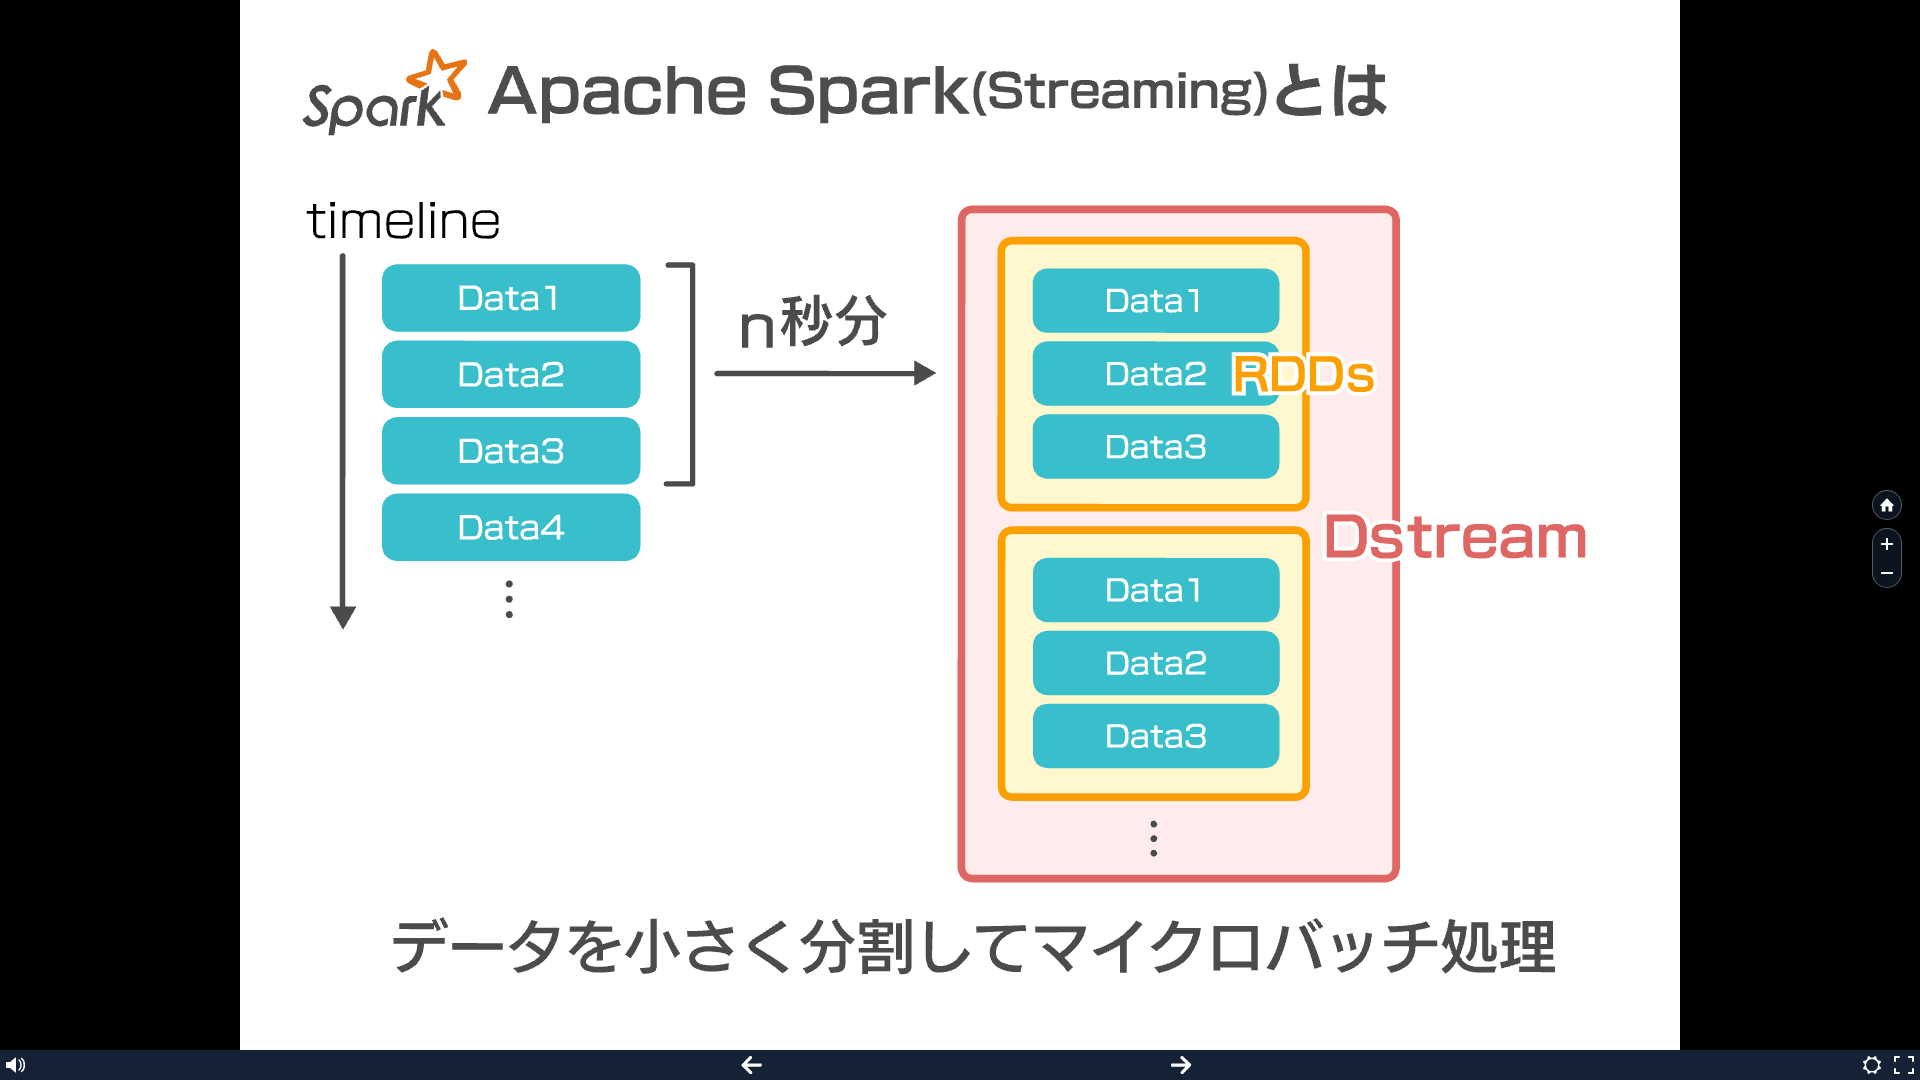 Spark Apache Spark(Streaming)とは
timeline
Data1
Data2
Data3
Data4
n秒分
Data1
Data2
RDDs
Data3
Dstream
Data1
Data2
Data3
データを小さく分割してマイクロバッチ処理